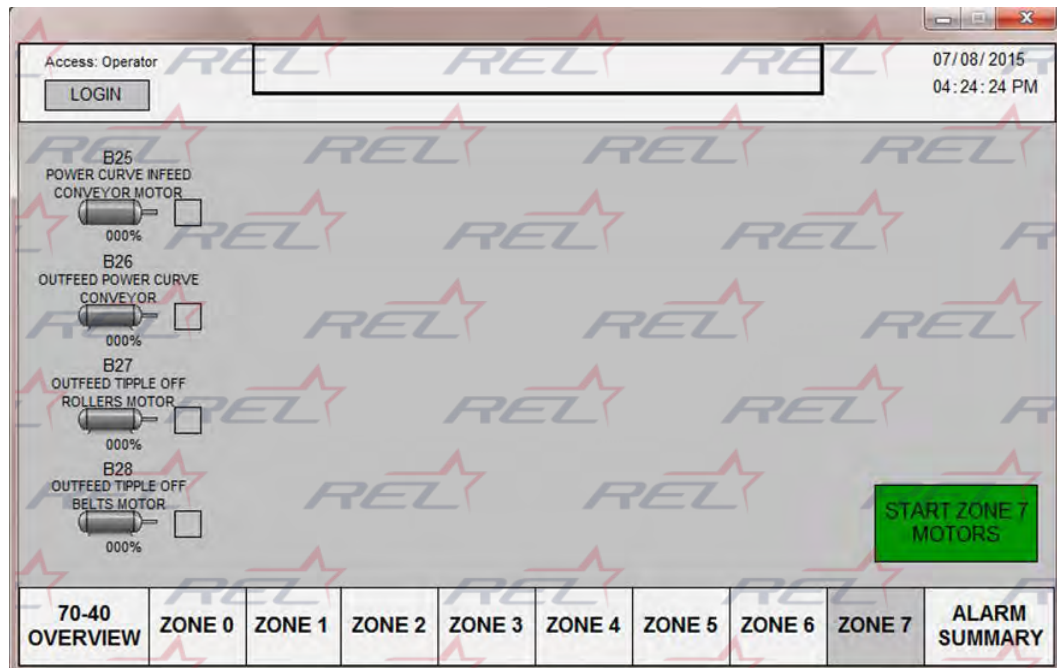 Access: Operator
LOGIN
07/08/2015
04:24:24 PM
B25
POWER CURVE INFEED
CONVEYOR MOTOR
000%
B26
OUTFEED POWER CURVE
CONVEYOR
000%
B27
OUTFEED TIPPLE OFF
ROLLERS MOTOR
000%
B28
OUTFEED TIPPLE OFF
BELTS MOTOR
000%
START ZONE 7
MOTORS
70-40
OVERVIEW
ZONE 0
ZONE 1
ZONE 2
ZONE 3
ZONE 4
ZONE 5
ZONE 6
ZONE 7
ALARM
SUMMARY
REL